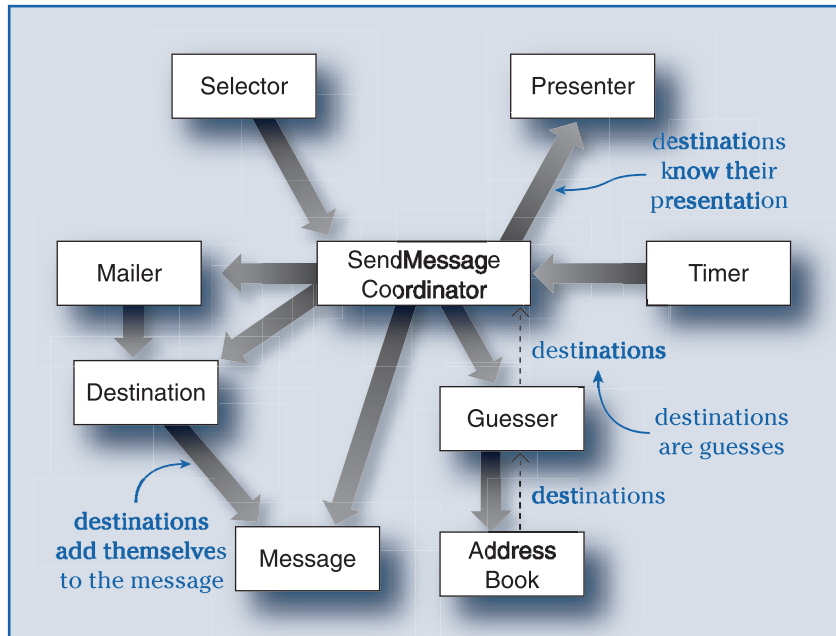 Selector
Presenter
destinations
know their
presentation
Mailer
SendMessage
Coordinator
Timer
destinations
Destination
Guesser
destinations
are guesses
destinations
destinations
add themselves
to the message
Message
Address
Book